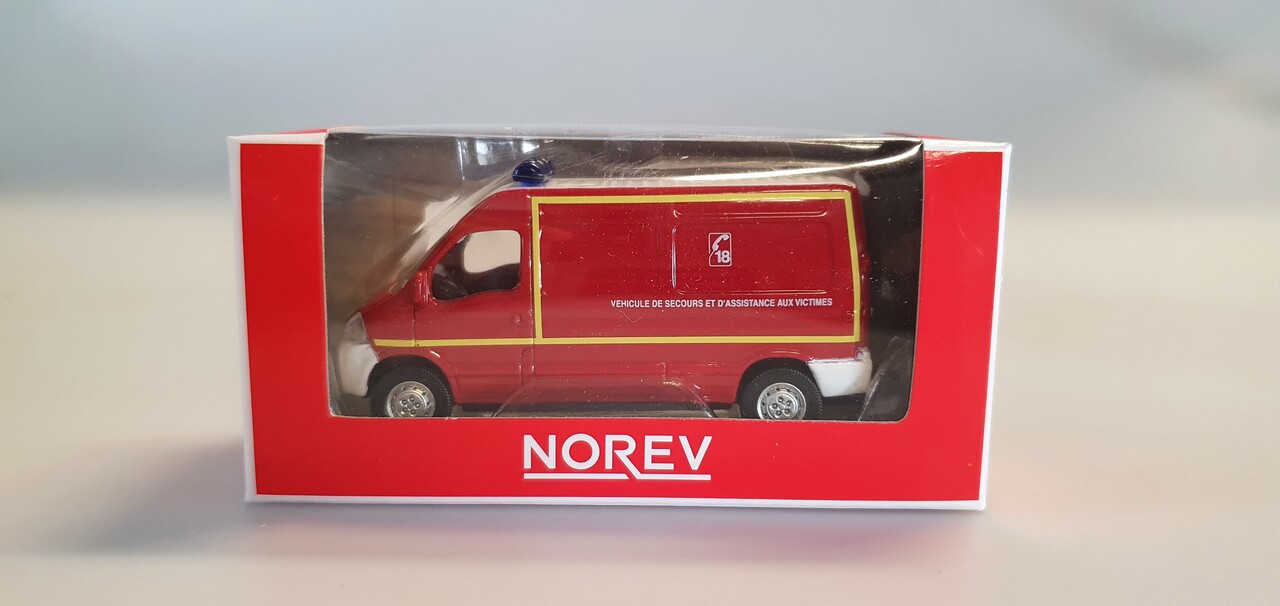 18
VEHICULE DE SECOURS ET D'ASSISTANCE AUX VICTIMES
NOREV